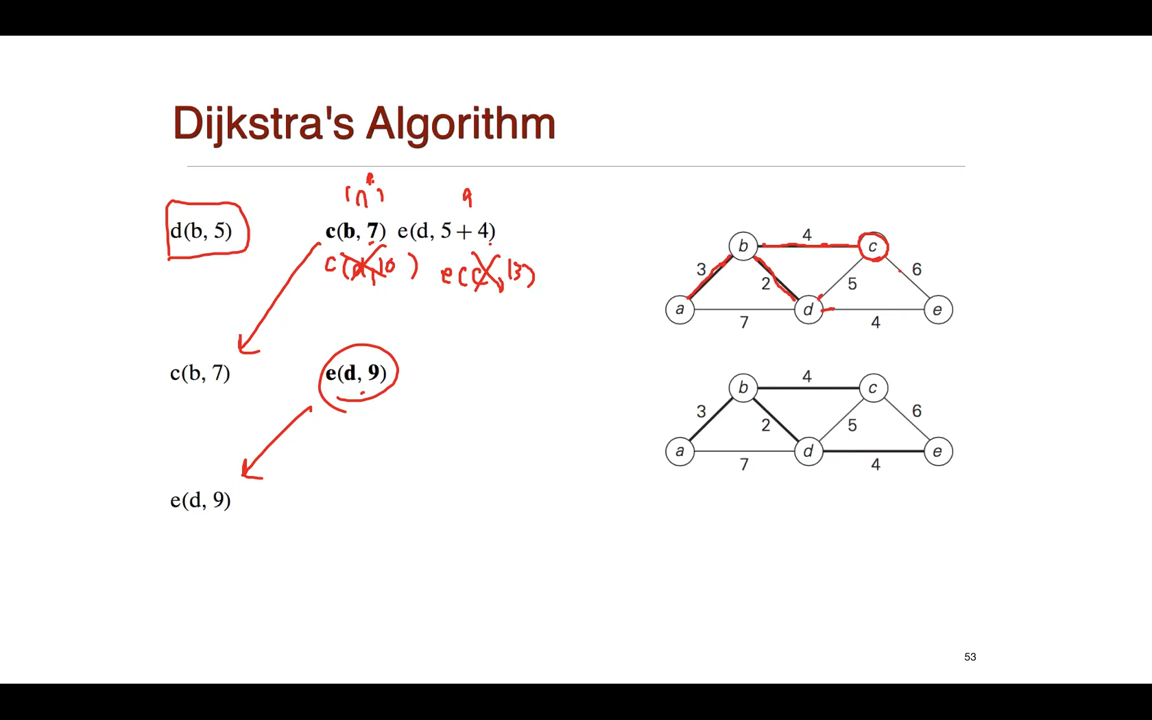 Dijkstra's Algorithm
9
d(b, 5)
c(b, 7) e(d, 5 + 4)
c(d, 10) e(c, 13)
c(b, 7)
e(d, 9)
e(d, 9)
4
b
c
3
2
5
6
a
d
e
7
4
4
b
c
3
2
5
6
a
d
e
7
4
53